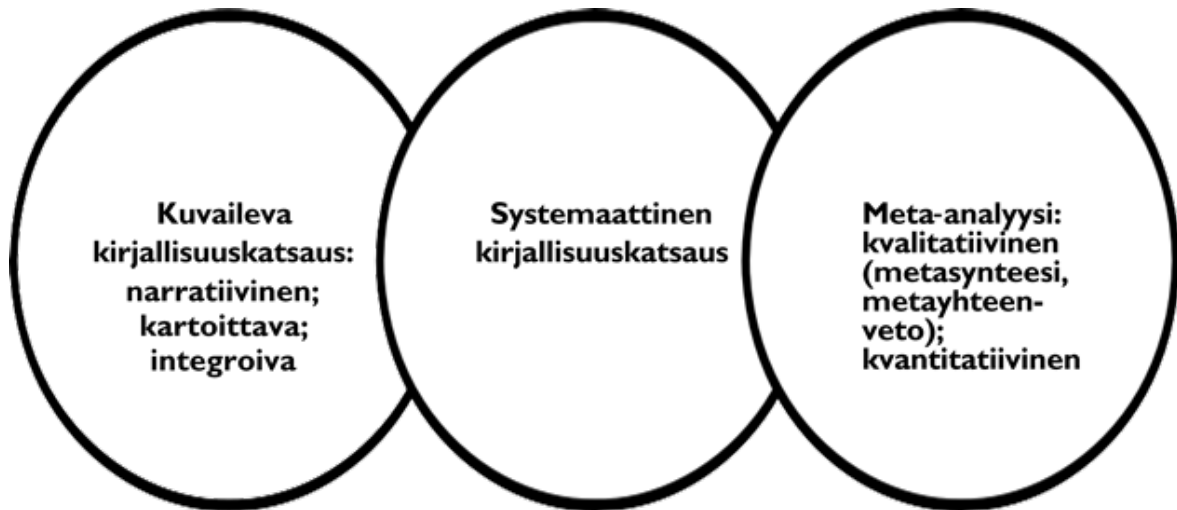 Kuvaileva
kirjallisuuskatsaus:
narratiivinen;
kartoittava;
integroiva
Systemaattinen
kirjallisuuskatsaus
Meta-analyysi:
kvalitatiivinen
(metasynteesi,
metayhteen-
veto);
kvantitatiivinen